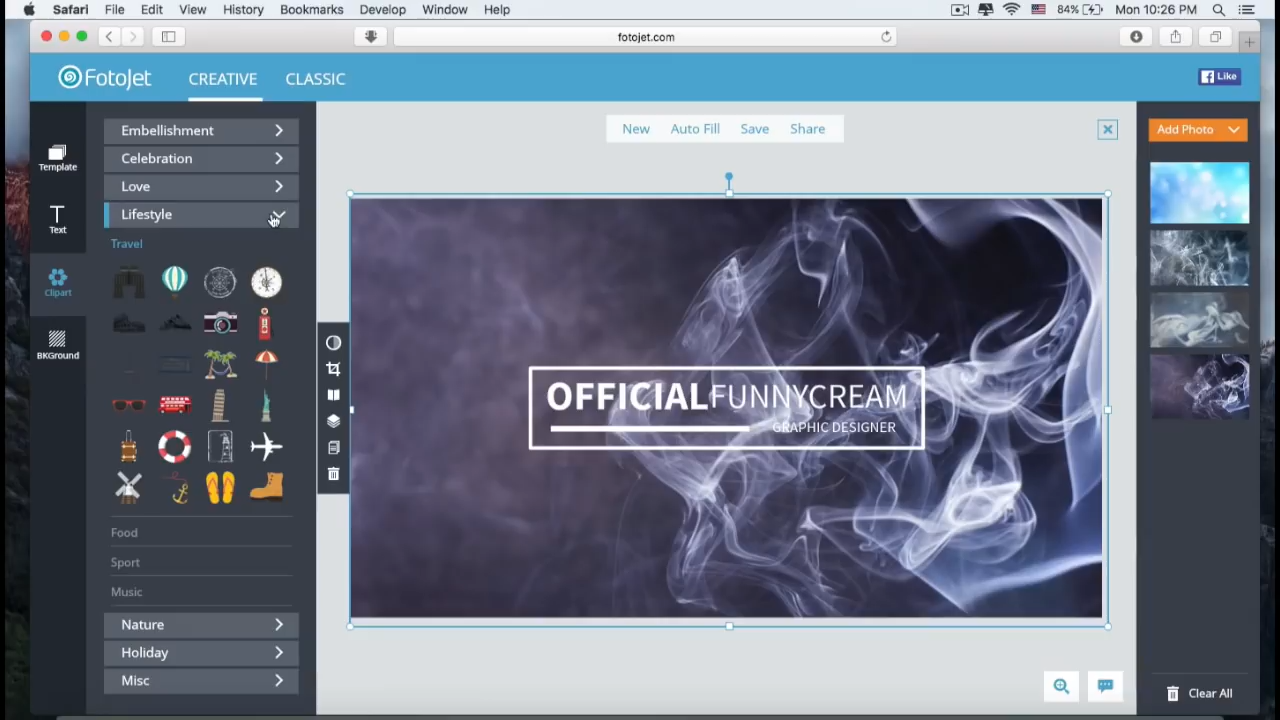 Safari File Edit View History Bookmarks Develop Window Help 84% Mon 10:26 PM
fotojet.com
FotoJet CREATIVE CLASSIC Like
Template
Text
Clipart
BKGround
Embellishment
Celebration
Love
Lifestyle
Travel
Food
Sport
Music
Nature
Holiday
Misc
New Auto Fill Save Share
OFFICIALFUNNYCREAM
GRAPHIC DESIGNER
Add Photo
Clear All